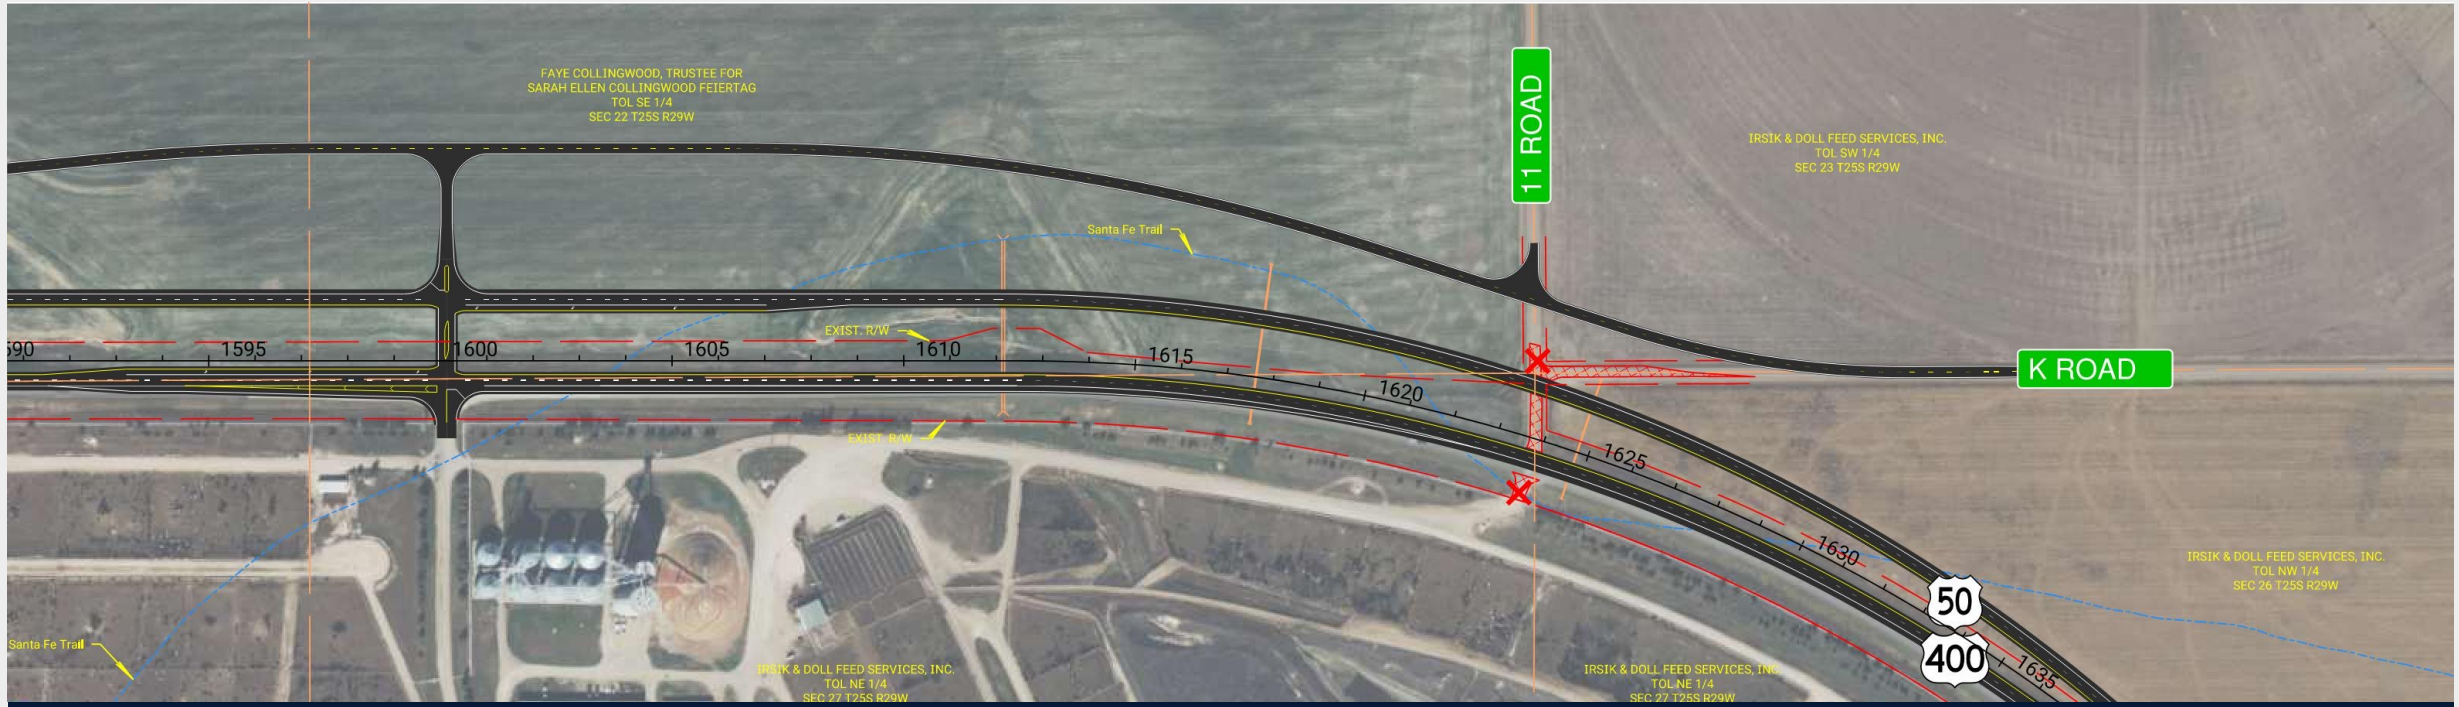 FAYE COLLINGWOOD, TRUSTEE FOR
SARAH ELLEN COLLINGWOOD FEIERTAG
TOL SE 1/4
SEC 22 T25S R29W
11 ROAD
IRSIK & DOLL FEED SERVICES, INC.
TOL SW 1/4
SEC 23 T25S R29W
Santa Fe Trail
EXIST. R/W
590
1595
1600
1605
1610
1615
1620
1625
1630
1635
K ROAD
EXIST. R/W
IRSIK & DOLL FEED SERVICES, INC.
TOL NW 1/4
SEC 26 T25S R29W
50
400
Santa Fe Trail
IRSIK & DOLL FEED SERVICES, INC.
TOL NE 1/4
SEC 27 T25S R29W
IRSIK & DOLL FEED SERVICES, INC.
TOL NE 1/4
SEC 27 T25S R29W